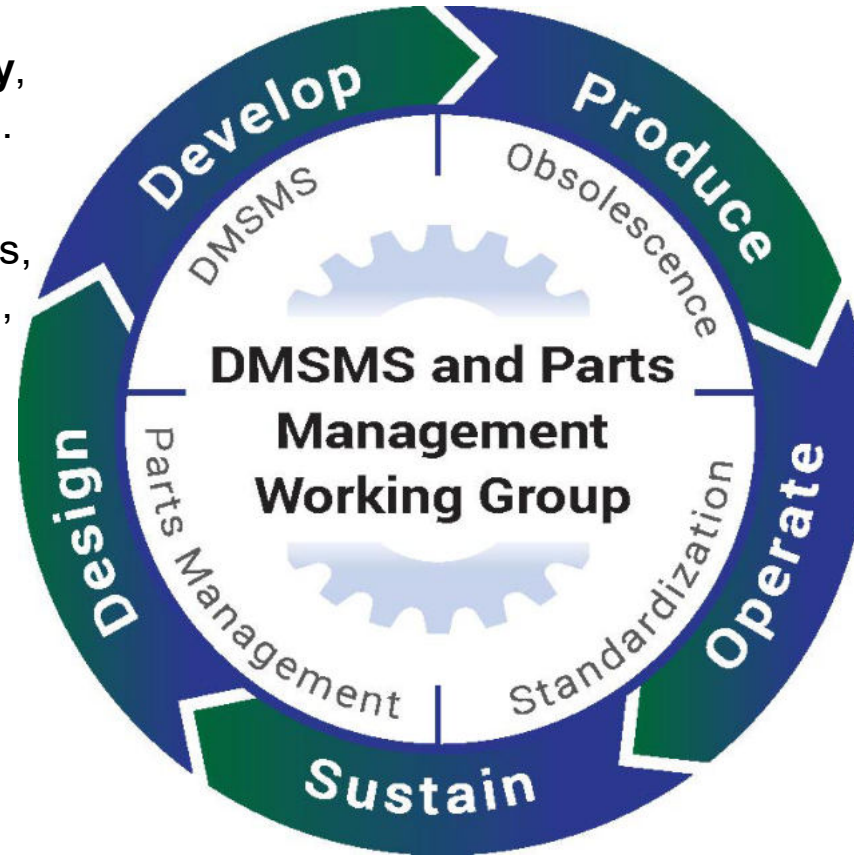 y,
.
s,
,
Develop
Produce
Operate
Sustain
Design
DMSMS
Obsolescence
Standardization
Parts Management
DMSMS and Parts
Management
Working Group